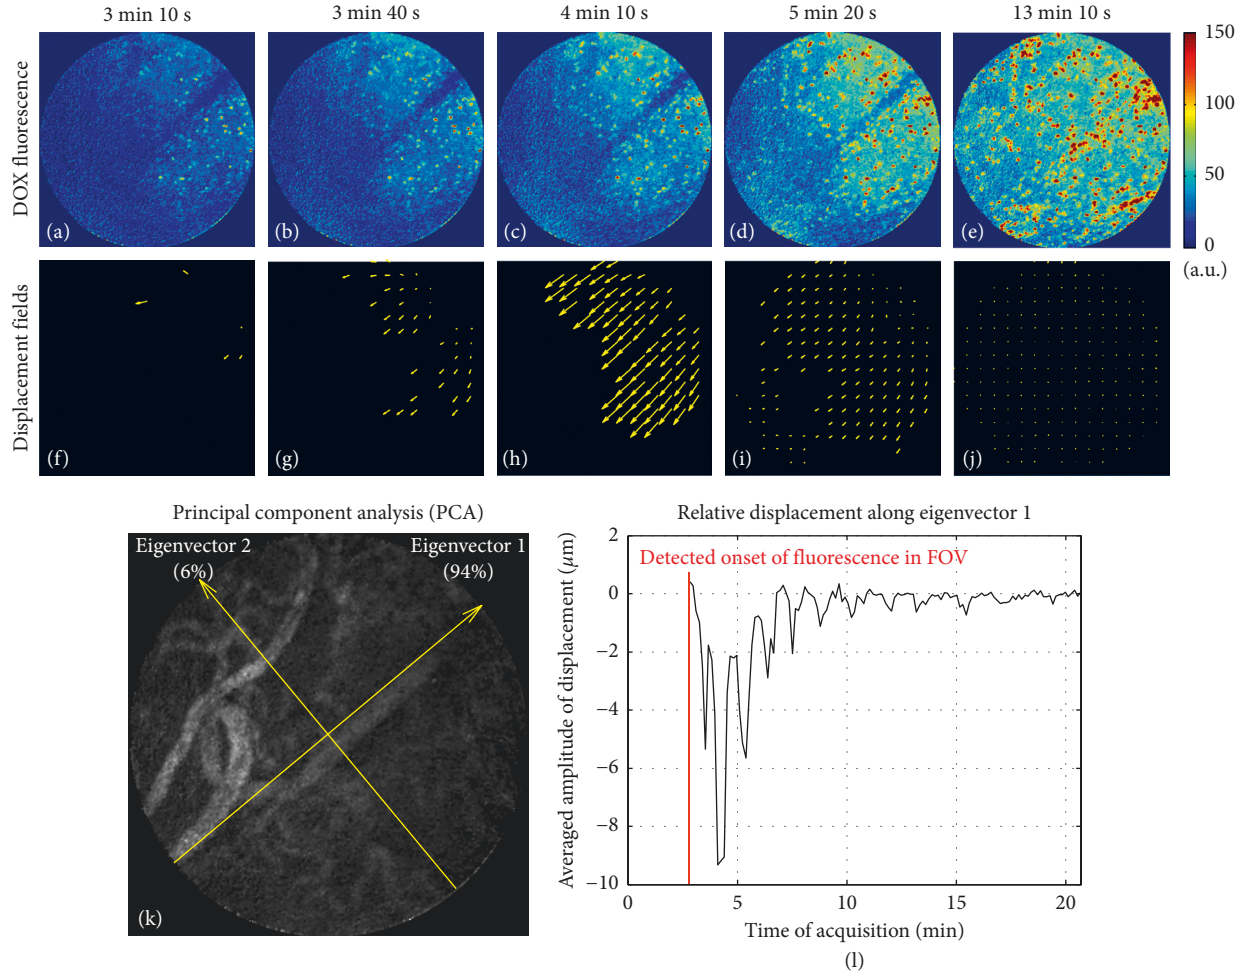 3 min 10 s
3 min 40 s
4 min 10 s
5 min 20 s
13 min 10 s
DOX fluorescence
(a)
(b)
(c)
(d)
(e)
150
100
50
0
(a.u.)
Displacement fields
(f)
(g)
(h)
(i)
(j)
Principal component analysis (PCA)
Eigenvector 2
(6%)
Eigenvector 1
(94%)
(k)
Relative displacement along eigenvector 1
Detected onset of fluorescence in FOV
Averaged amplitude of displacement (μm)
2
0
−2
−4
−6
−8
−10
0
5
10
15
20
Time of acquisition (min)
(l)